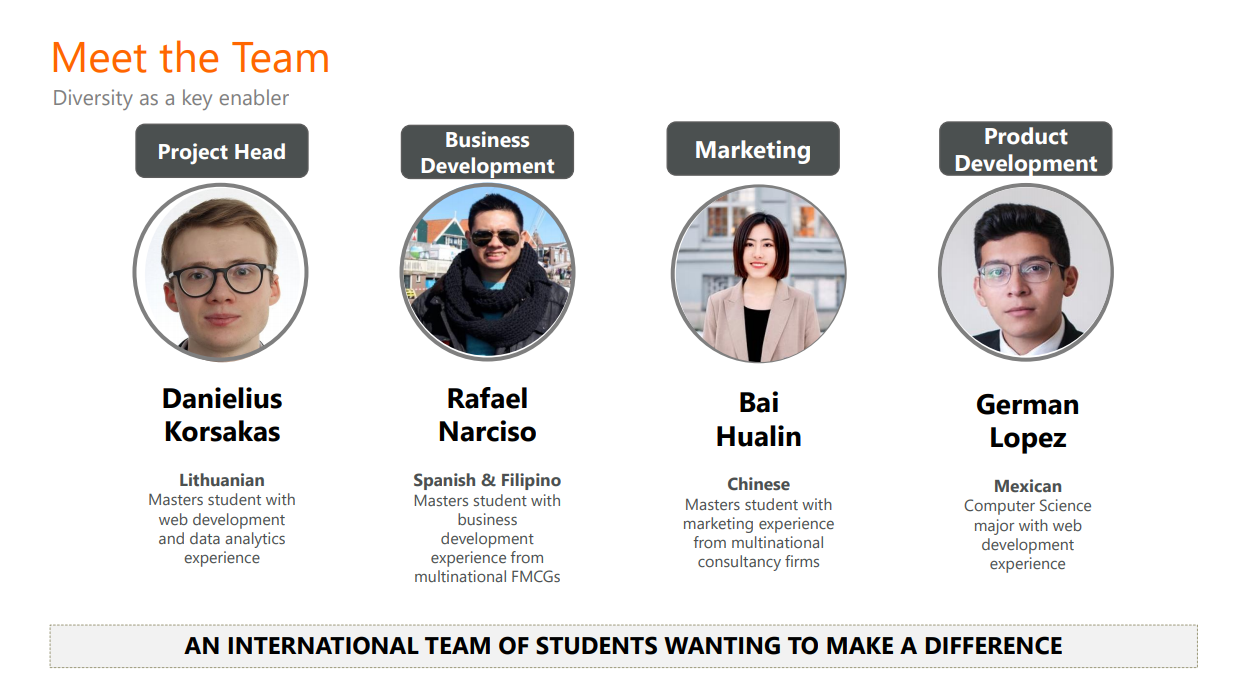 Meet the Team
Diversity as a key enabler
Project Head
Business
Development
Marketing
Product
Development
Danielius
Korsakas
Lithuanian
Masters student with
web development
and data analytics
experience
Rafael
Narciso
Spanish & Filipino
Masters student with
business
development
experience from
multinational FMCGs
Bai
Hualin
Chinese
Masters student with
marketing experience
from multinational
consultancy firms
German
Lopez
Mexican
Computer Science
major with web
development
experience
AN INTERNATIONAL TEAM OF STUDENTS WANTING TO MAKE A DIFFERENCE